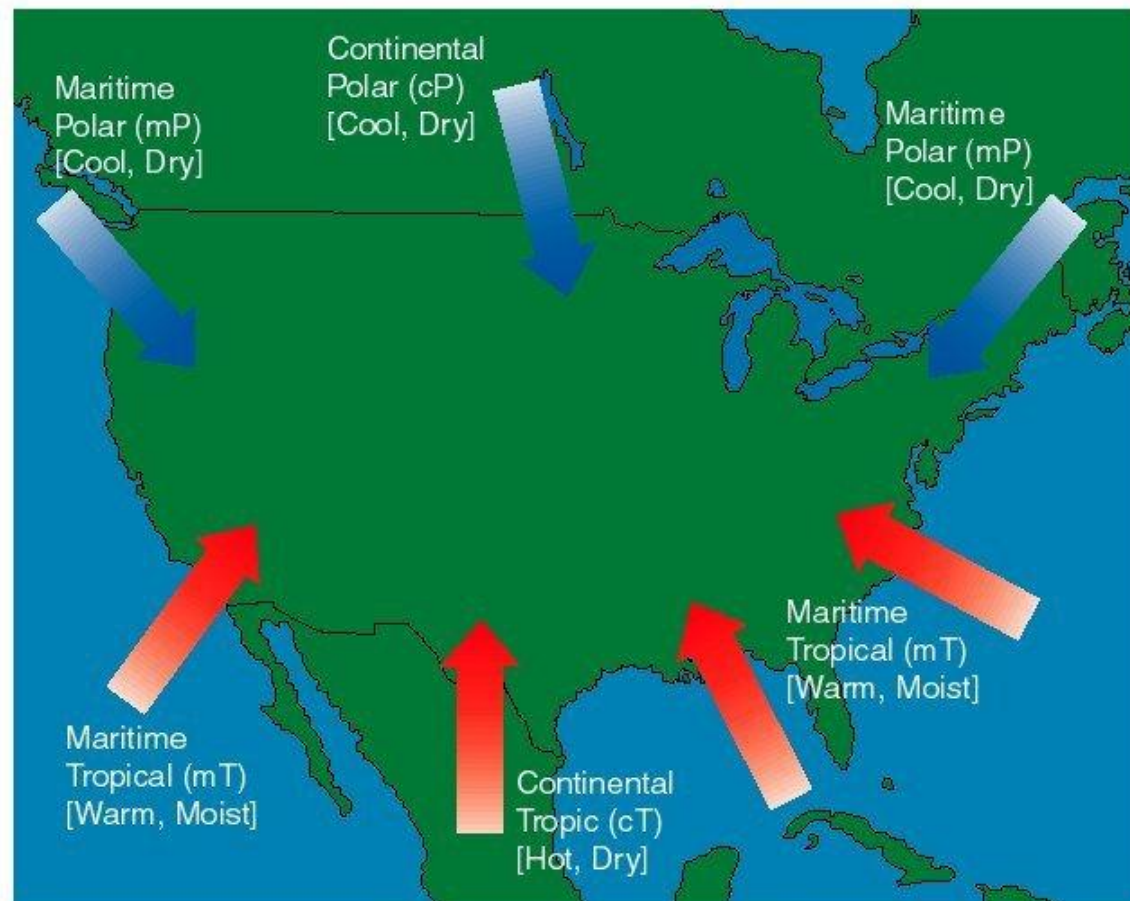 Maritime
Polar (mP)
[Cool, Dry]
Continental
Polar (cP)
[Cool, Dry]
Maritime
Polar (mP)
[Cool, Dry]
Maritime
Tropical (mT)
[Warm, Moist]
Continental
Tropic (cT)
[Hot, Dry]
Maritime
Tropical (mT)
[Warm, Moist]